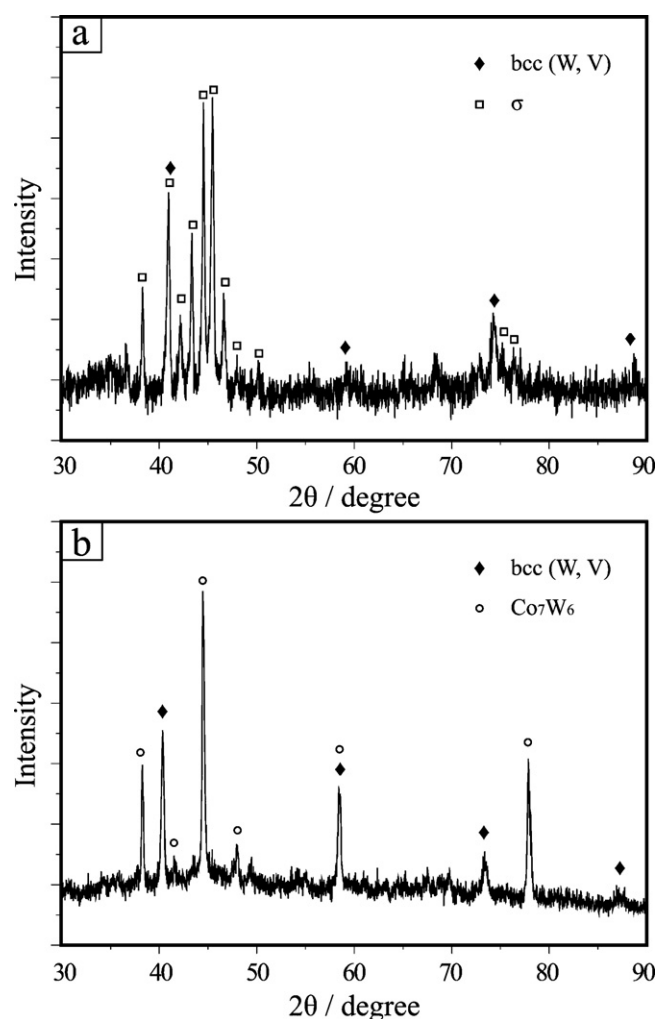 a
◆ bcc (W, V)
□ σ
Intensity
30 40 50 60 70 80 90
2θ / degree
b
◆ bcc (W, V)
○ Co₇W₆
Intensity
30 40 50 60 70 80 90
2θ / degree